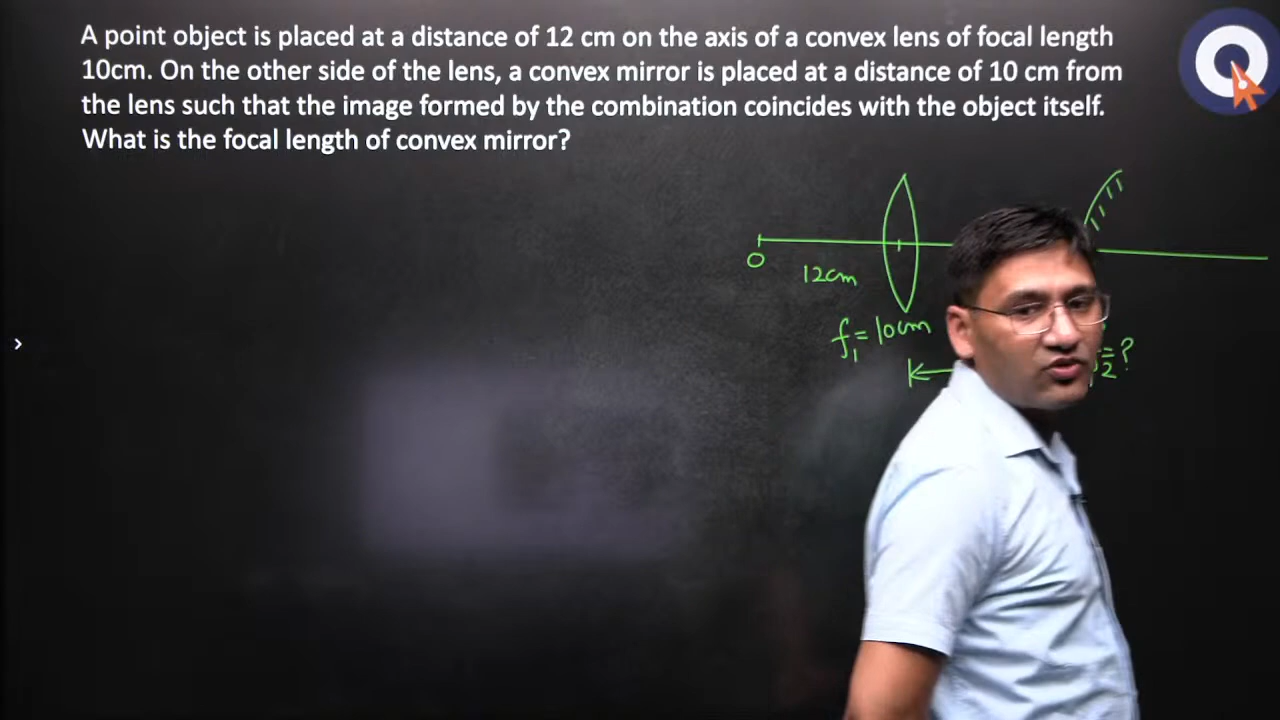 A point object is placed at a distance of 12 cm on the axis of a convex lens of focal length
10cm. On the other side of the lens, a convex mirror is placed at a distance of 10 cm from
the lens such that the image formed by the combination coincides with the object itself.
What is the focal length of convex mirror?
O
12cm
f₁=10cm
2=?